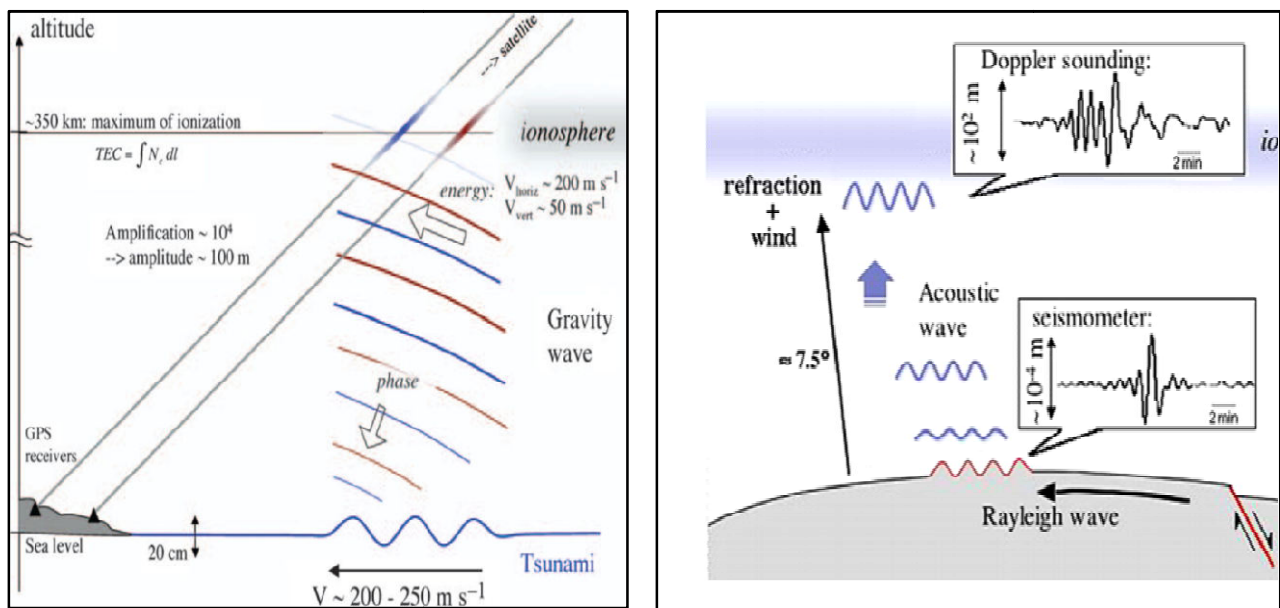 altitude
---> satellite
~350 km: maximum of ionization
TEC = ∫ Nₑ dl
ionosphere
energy: V_horiz ~ 200 m s⁻¹
V_vert ~ 50 m s⁻¹
Amplification ~ 10⁴
--> amplitude ~ 100 m
Gravity
wave
phase
GPS
receivers
Sea level
20 cm
Tsunami
V ~ 200 - 250 m s⁻¹
Doppler sounding:
~10² m
2 min
io
refraction
+
wind
Acoustic
wave
≈ 7.5°
seismometer:
~10⁻⁴ m
2 min
Rayleigh wave